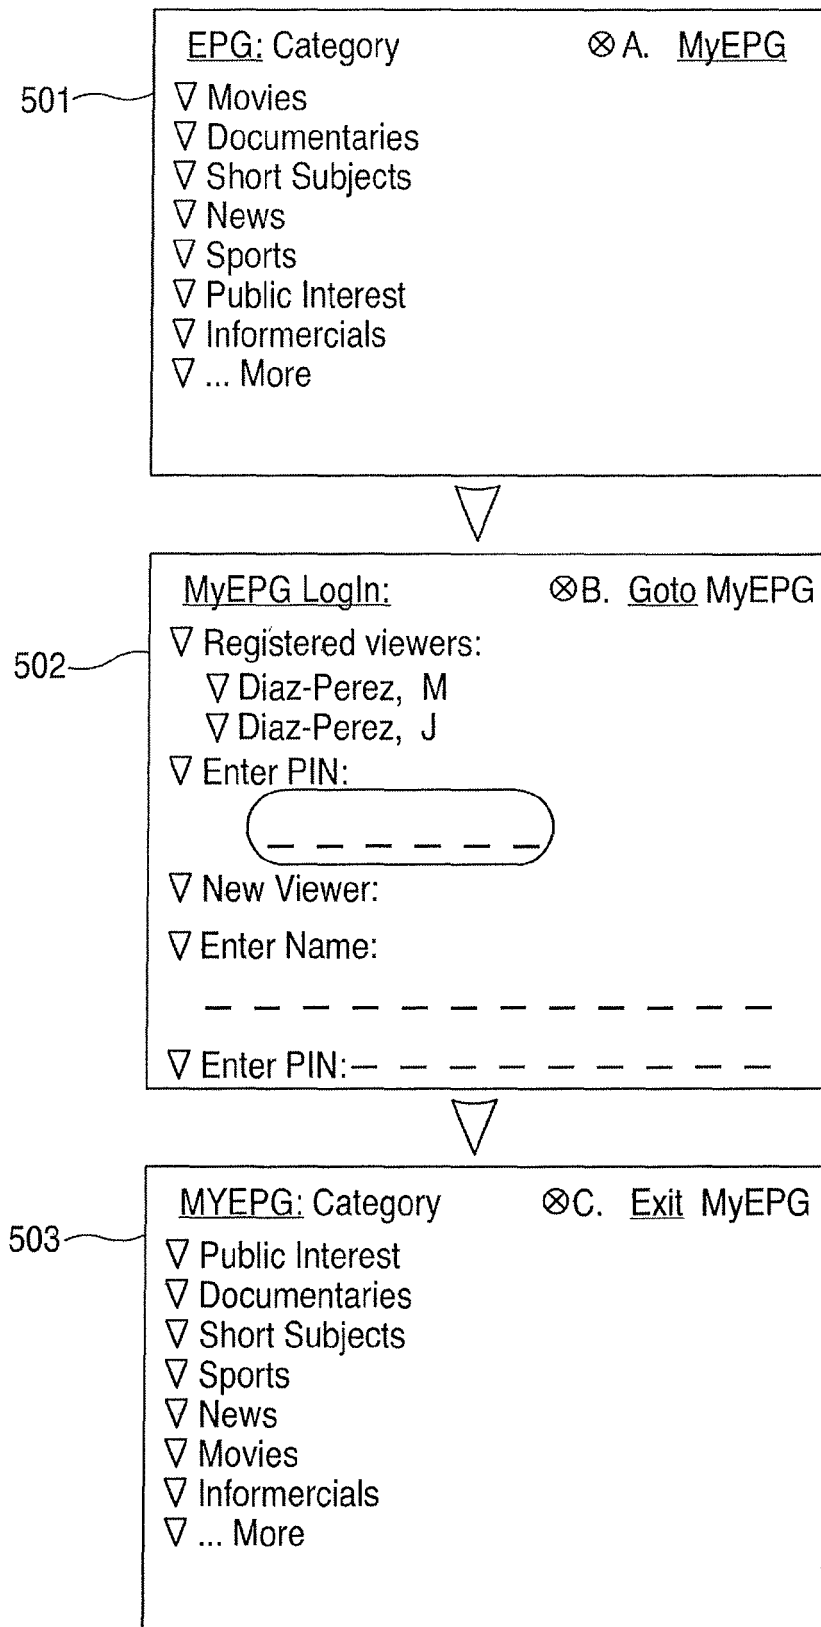 EPG: Category ⊗ A. MyEPG
501
▽ Movies
▽ Documentaries
▽ Short Subjects
▽ News
▽ Sports
▽ Public Interest
▽ Informercials
▽ ... More
MyEPG LogIn: ⊗B. Goto MyEPG
502
▽ Registered viewers:
▽ Diaz-Perez, M
▽ Diaz-Perez, J
▽ Enter PIN:
_ _ _ _ _ _
▽ New Viewer:
▽ Enter Name:
_ _ _ _ _ _ _ _ _ _ _ _
▽ Enter PIN: _ _ _ _ _ _ _ _ _
MYEPG: Category ⊗C. Exit MyEPG
503
▽ Public Interest
▽ Documentaries
▽ Short Subjects
▽ Sports
▽ News
▽ Movies
▽ Informercials
▽ ... More